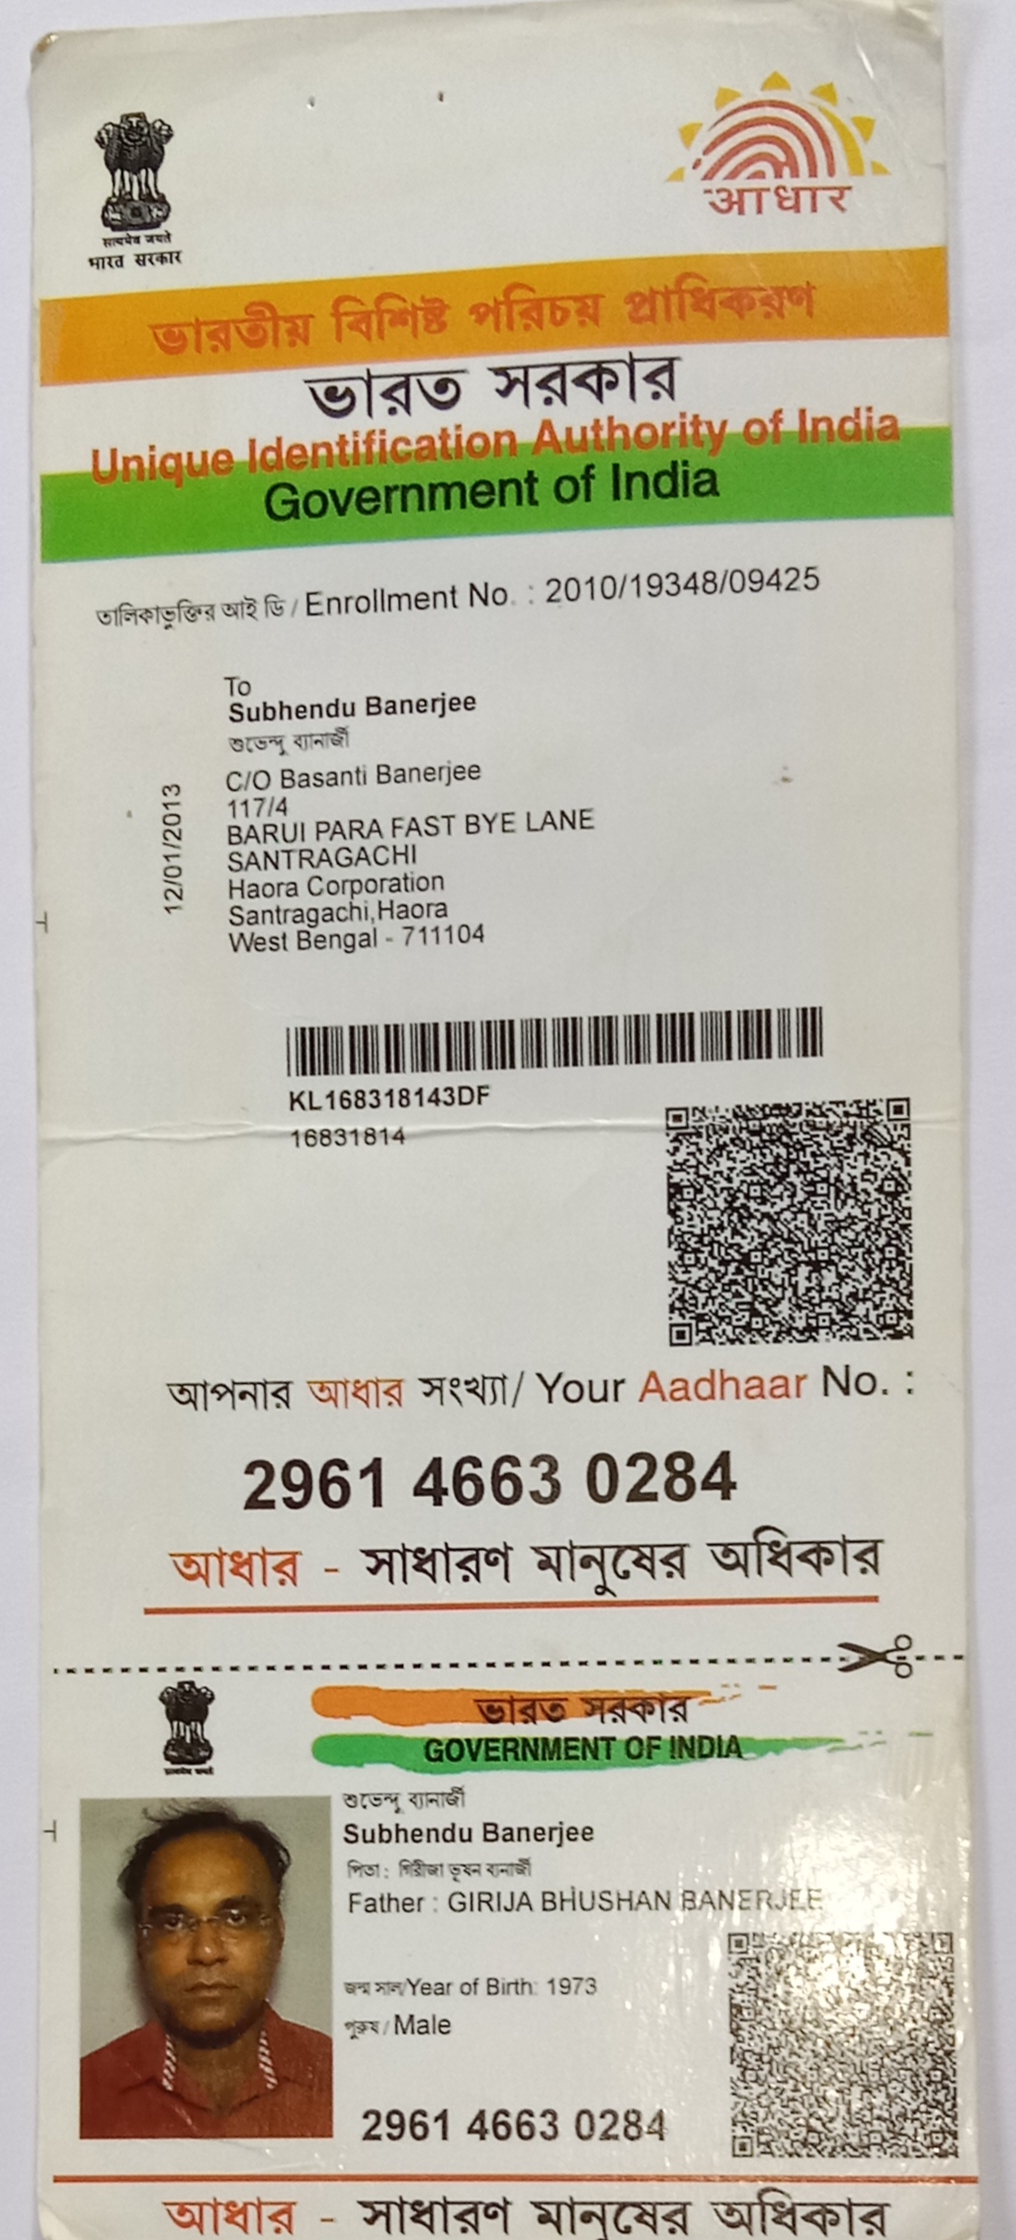 आधार
सत्यमेव जयते
भारत सरकार
ভারতীয় বিশিষ্ট পরিচয় প্রাধিকরণ
ভারত সরকার
Unique Identification Authority of India
Government of India
তালিকাভুক্তির আই ডি / Enrollment No. : 2010/19348/09425
To
Subhendu Banerjee
শুভেন্দু ব্যানার্জী
C/O Basanti Banerjee
117/4
BARUI PARA FAST BYE LANE
SANTRAGACHI
Haora Corporation
Santragachi,Haora
West Bengal - 711104
12/01/2013
KL168318143DF
16831814
আপনার আধার সংখ্যা/ Your Aadhaar No. :
2961 4663 0284
আধার - সাধারণ মানুষের অধিকার
ভারত সরকার
GOVERNMENT OF INDIA
শুভেন্দু ব্যানার্জী
Subhendu Banerjee
পিতা : গিরীজা ভূষন ব্যনার্জী
Father : GIRIJA BHUSHAN BANERJEE
জন্ম সাল/Year of Birth: 1973
পুরুষ / Male
2961 4663 0284
আধার - সাধারণ মানুষের অধিকার